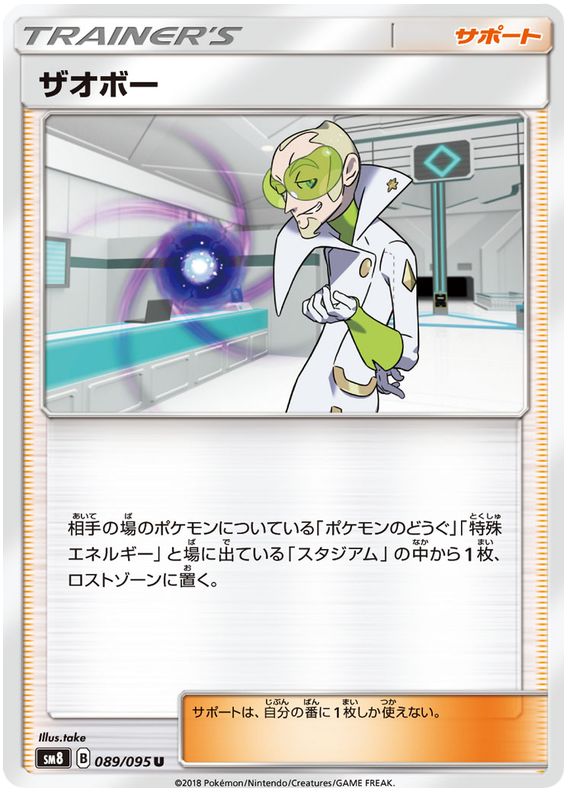 TRAINER'S サポート
ザオボー
相手の場のポケモンについている「ポケモンのどうぐ」「特殊
エネルギー」と場に出ている「スタジアム」の中から1枚、
ロストゾーンに置く。
サポートは、自分の番に1枚しか使えない。
Illus.take
SM8 B 089/095 U
©2018 Pokémon/Nintendo/Creatures/GAME FREAK.